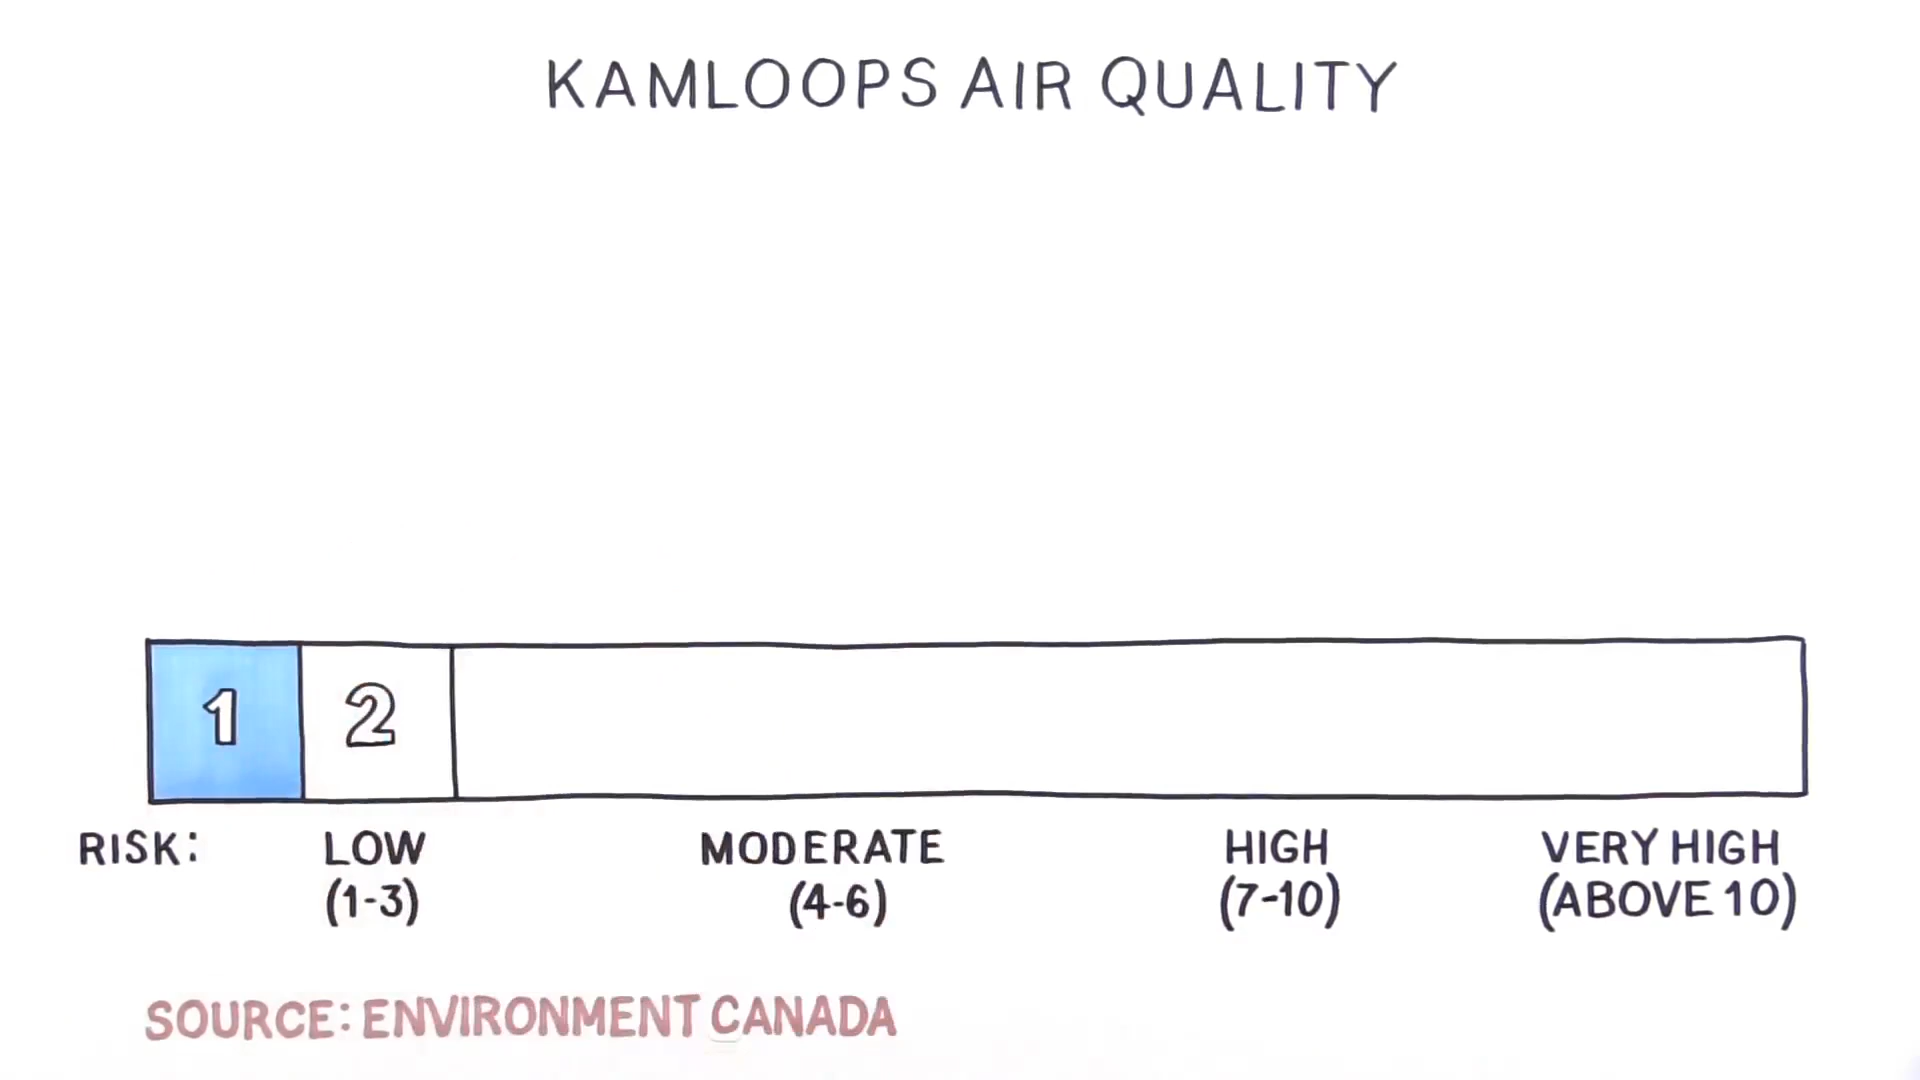 KAMLOOPS AIR QUALITY
1 2
RISK: LOW MODERATE HIGH VERY HIGH
(1-3) (4-6) (7-10) (ABOVE 10)
SOURCE: ENVIRONMENT CANADA